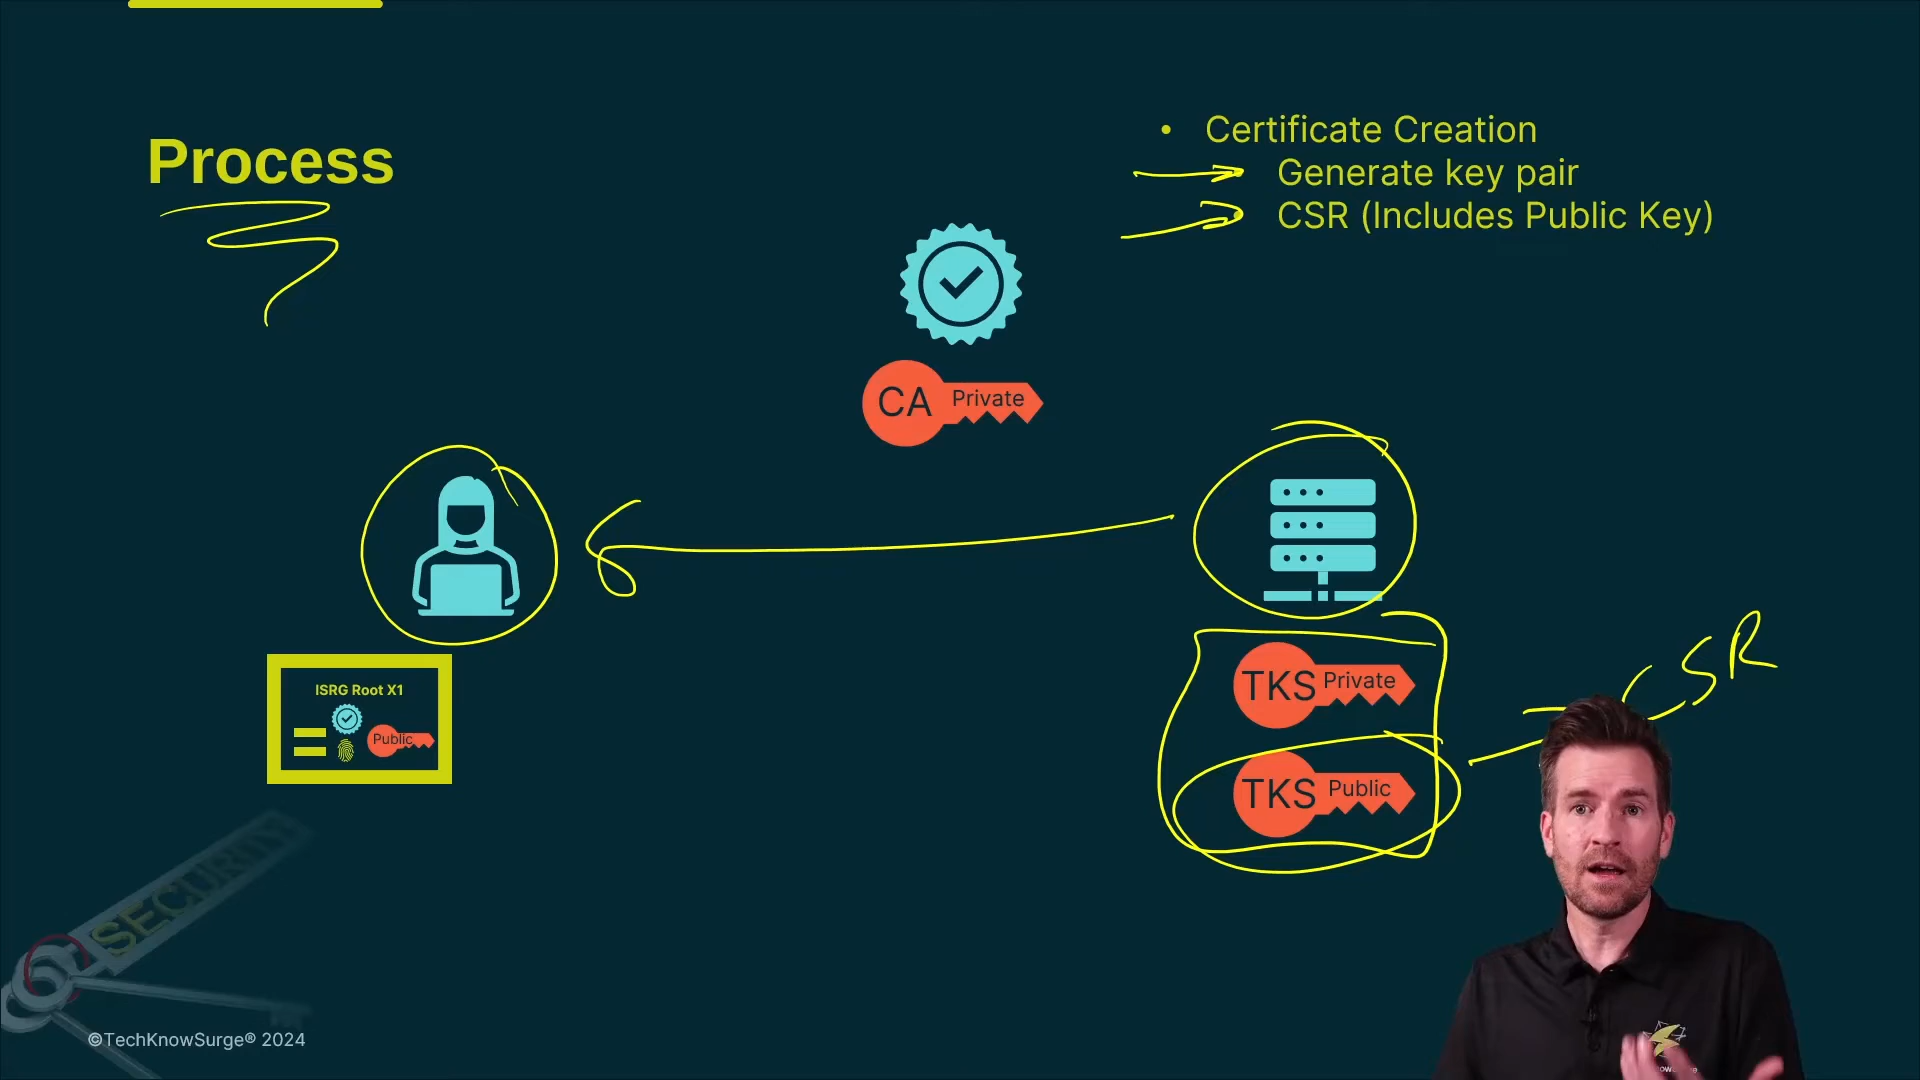 Process
• Certificate Creation
Generate key pair
CSR (Includes Public Key)
CA Private
ISRG Root X1
Public
TKS Private
TKS Public
CSR
SECURITY
©TechKnowSurge® 2024